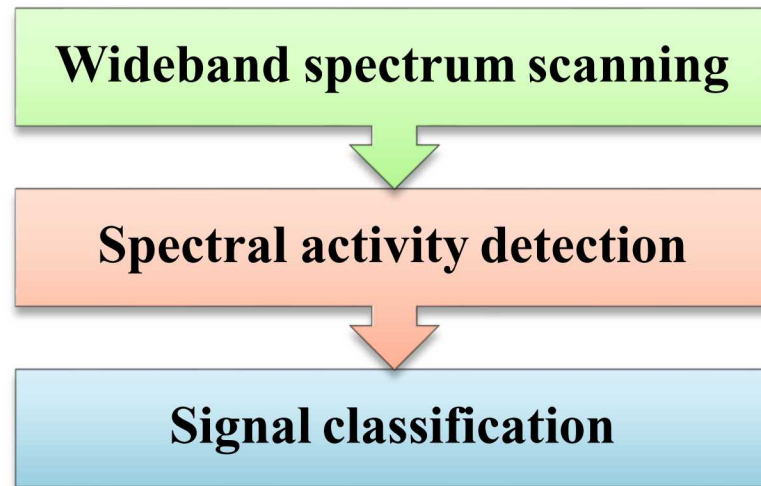 Wideband spectrum scanning
Spectral activity detection
Signal classification